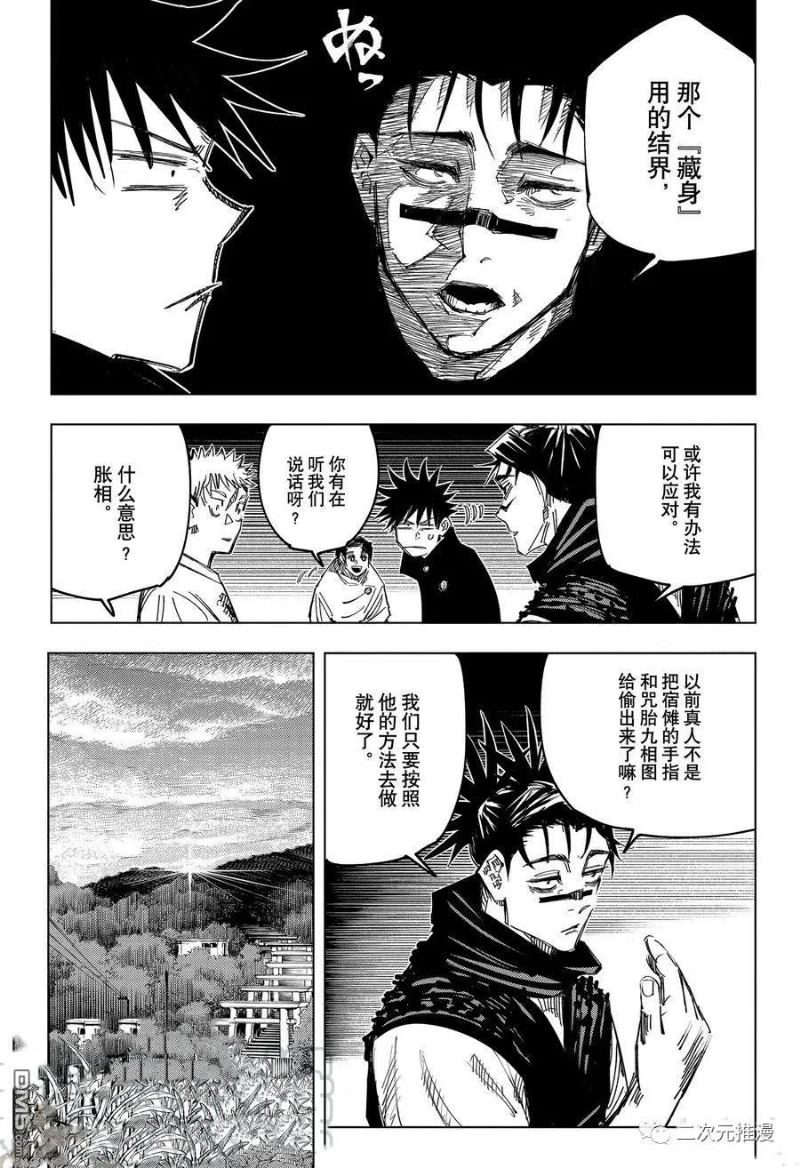 那个『藏身』
用的结界，
ぬっ
或许我有办法
可以应对。
你有在
听我们
说话呀？
什么意思？
胀相。
以前真人不是
把宿傩的手指
和咒胎九相图
给偷出来了嘛？
我们只要按照
他的方法去做
就好了。
二次元推漫